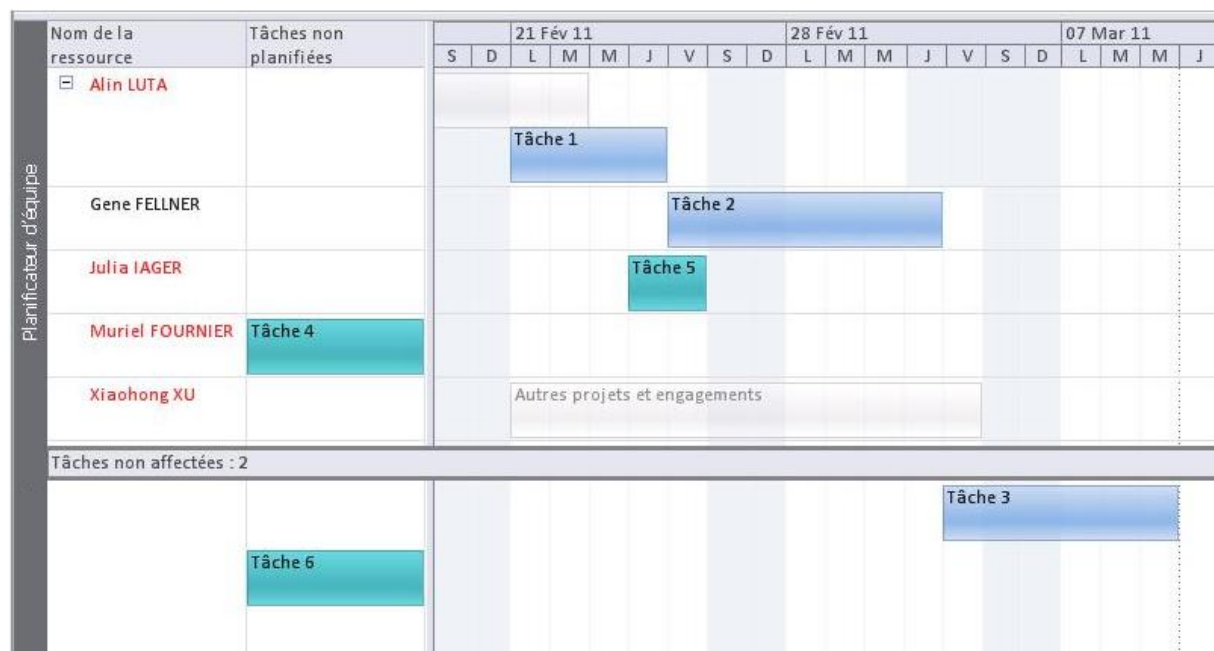 Planificateur d'équipe
Nom de la ressource
Tâches non planifiées
21 Fév 11
28 Fév 11
07 Mar 11
S D L M M J V S D L M M J V S D L M M J
Alin LUTA
Tâche 1
Gene FELLNER
Tâche 2
Julia IAGER
Tâche 5
Muriel FOURNIER
Tâche 4
Xiaohong XU
Autres projets et engagements
Tâches non affectées : 2
Tâche 3
Tâche 6